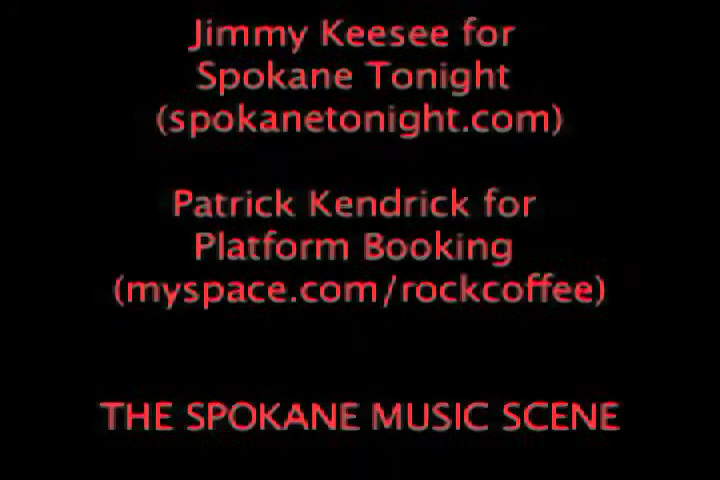 Jimmy Keesee for
Spokane Tonight
(spokanetonight.com)
Patrick Kendrick for
Platform Booking
(myspace.com/rockcoffee)
THE SPOKANE MUSIC SCENE